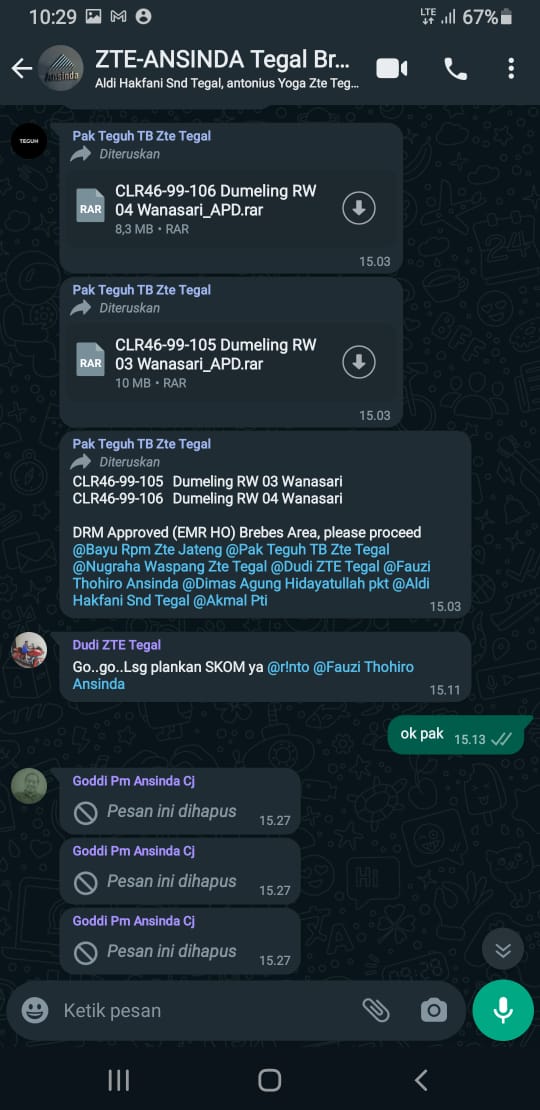 10:29
LTE
67%
Ansinda
ZTE-ANSINDA Tegal Br...
Aldi Hakfani Snd Tegal, antonius Yoga Zte Teg...
TEGUH
Pak Teguh TB Zte Tegal
Diteruskan
RAR
CLR46-99-106 Dumeling RW
04 Wanasari_APD.rar
8,3 MB • RAR
15.03
Pak Teguh TB Zte Tegal
Diteruskan
RAR
CLR46-99-105 Dumeling RW
03 Wanasari_APD.rar
10 MB • RAR
15.03
Pak Teguh TB Zte Tegal
Diteruskan
CLR46-99-105 Dumeling RW 03 Wanasari
CLR46-99-106 Dumeling RW 04 Wanasari
DRM Approved (EMR HO) Brebes Area, please proceed
@Bayu Rpm Zte Jateng @Pak Teguh TB Zte Tegal
@Nugraha Waspang Zte Tegal @Dudi ZTE Tegal @Fauzi
Thohiro Ansinda @Dimas Agung Hidayatullah pkt @Aldi
Hakfani Snd Tegal @Akmal Pti
15.03
Dudi ZTE Tegal
Go..go..Lsg plankan SKOM ya @r!nto @Fauzi Thohiro
Ansinda
15.11
ok pak 15.13
Goddi Pm Ansinda Cj
Pesan ini dihapus
15.27
Goddi Pm Ansinda Cj
Pesan ini dihapus
15.27
Goddi Pm Ansinda Cj
Pesan ini dihapus
15.27
Ketik pesan